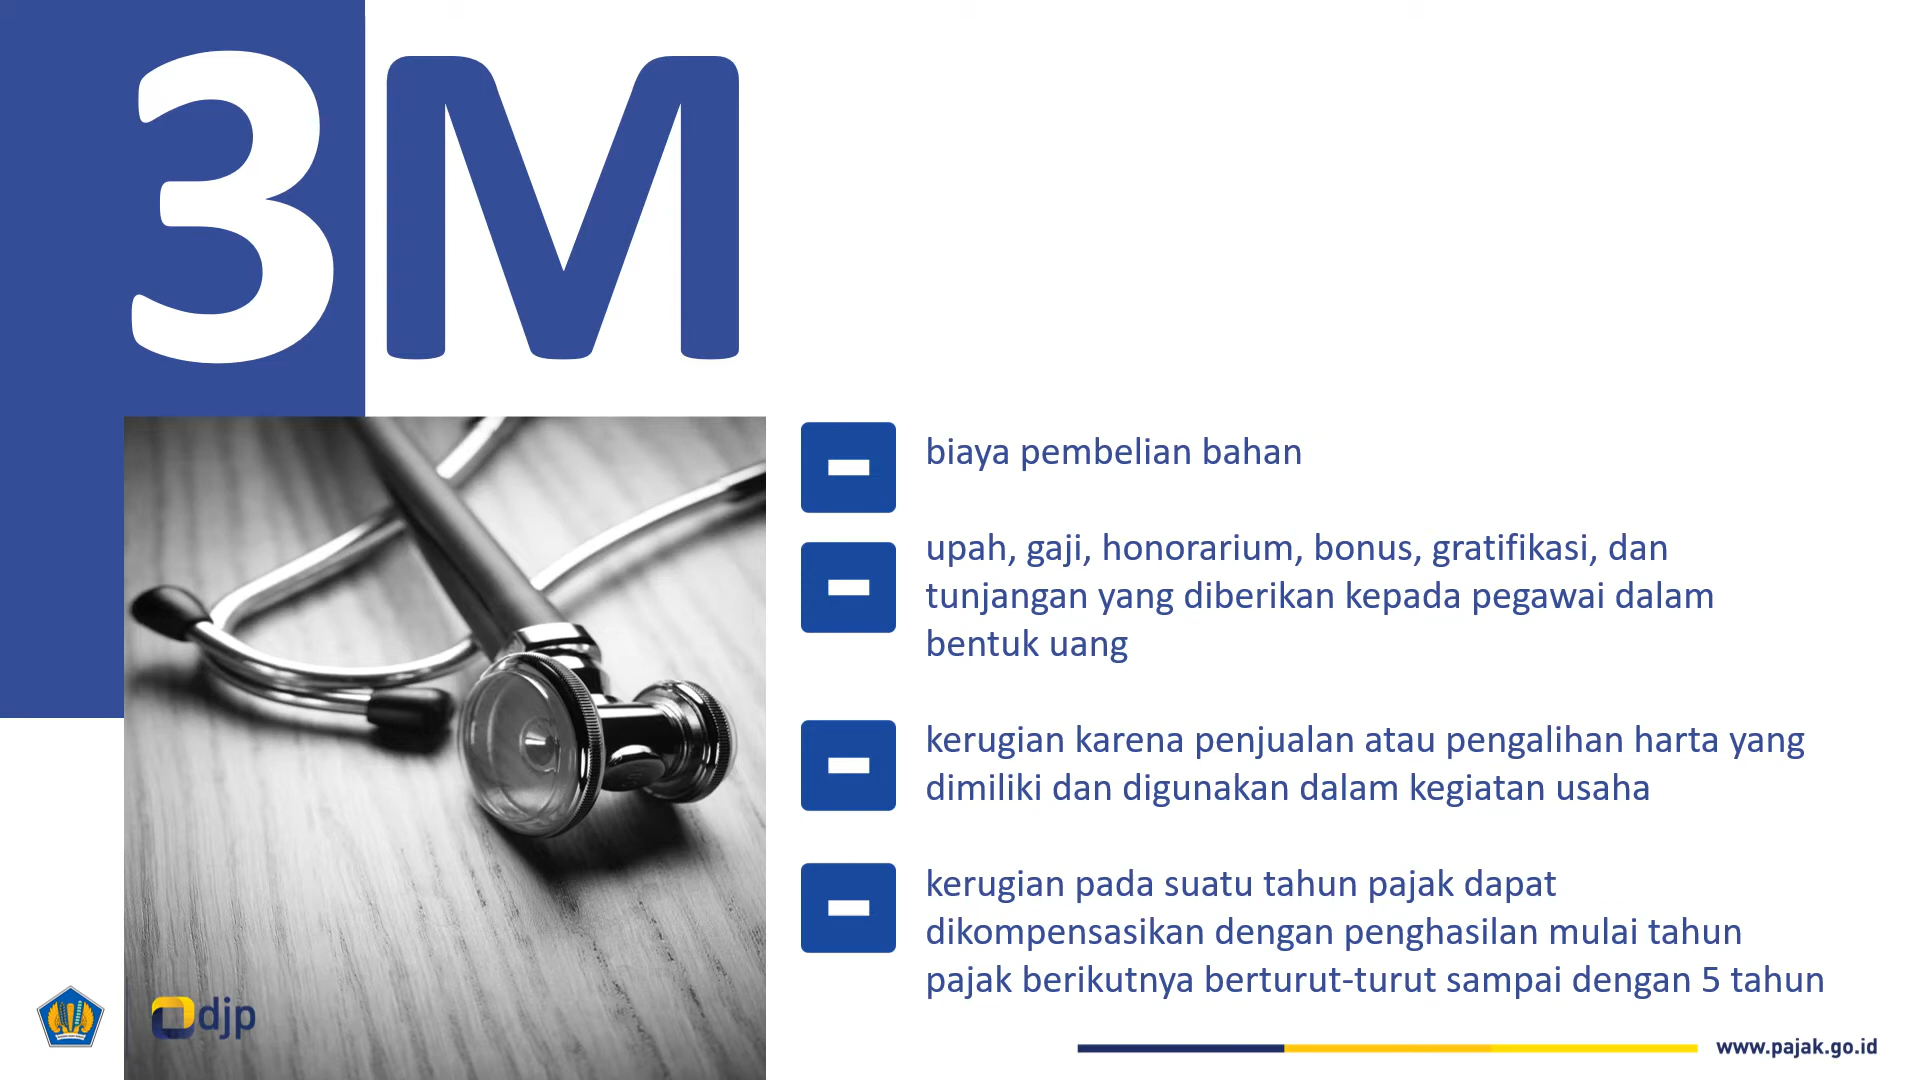 3M
biaya pembelian bahan
upah, gaji, honorarium, bonus, gratifikasi, dan
tunjangan yang diberikan kepada pegawai dalam
bentuk uang
kerugian karena penjualan atau pengalihan harta yang
dimiliki dan digunakan dalam kegiatan usaha
kerugian pada suatu tahun pajak dapat
dikompensasikan dengan penghasilan mulai tahun
pajak berikutnya berturut-turut sampai dengan 5 tahun
djp
www.pajak.go.id